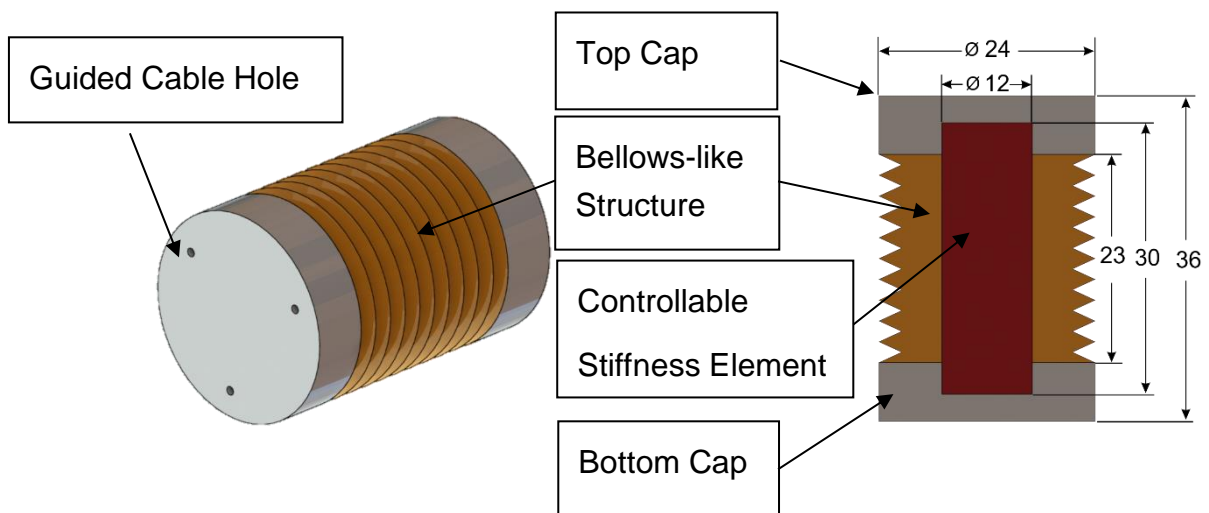 Guided Cable Hole
Top Cap
Bellows-like
Structure
Controllable
Stiffness Element
Bottom Cap
Ø 24
Ø 12
23
30
36